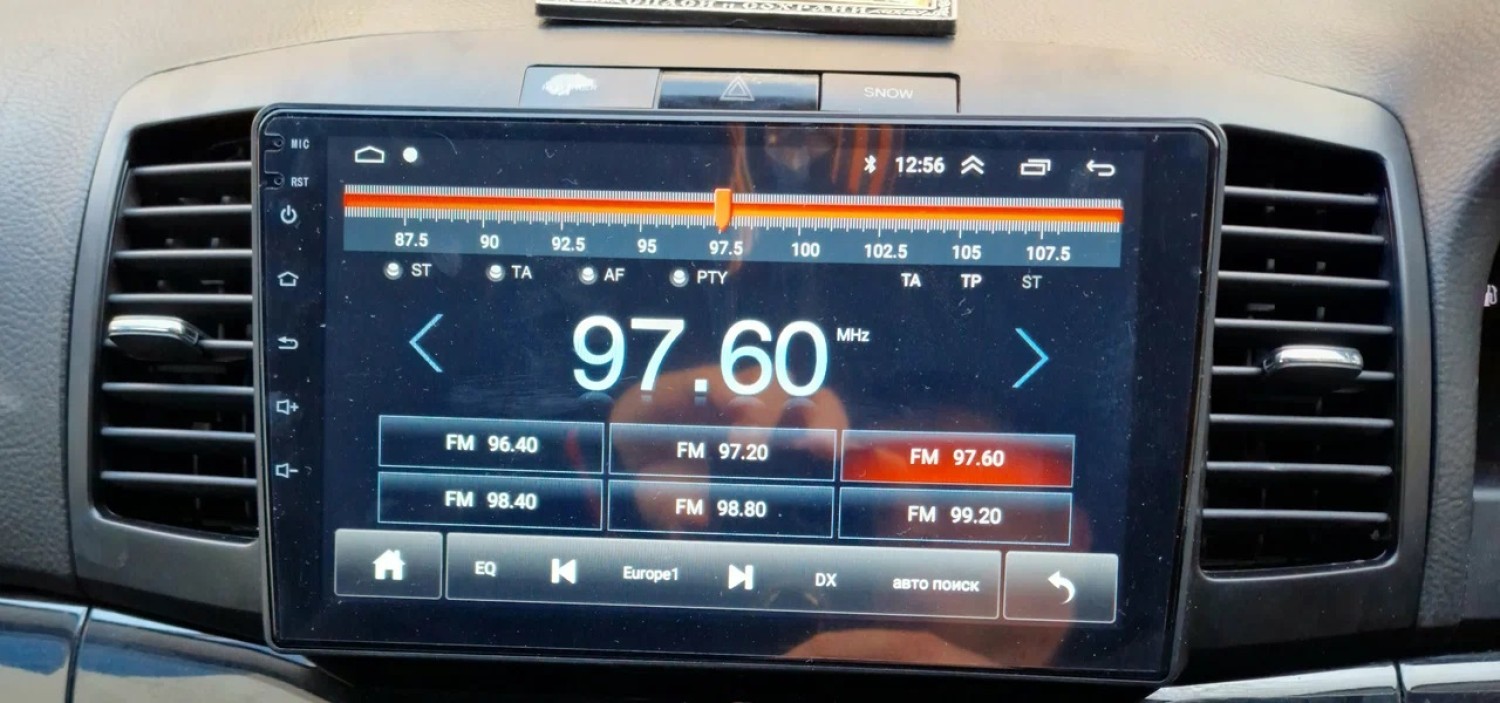 СПАСИ И СОХРАНИ
SNOW
MIC
12:56
RST
87.5 90 92.5 95 97.5 100 102.5 105 107.5
ST TA AF PTY TA TP ST
97.60 MHz
FM 96.40 FM 97.20 FM 97.60
FM 98.40 FM 98.80 FM 99.20
EQ Europe1 DX авто поиск